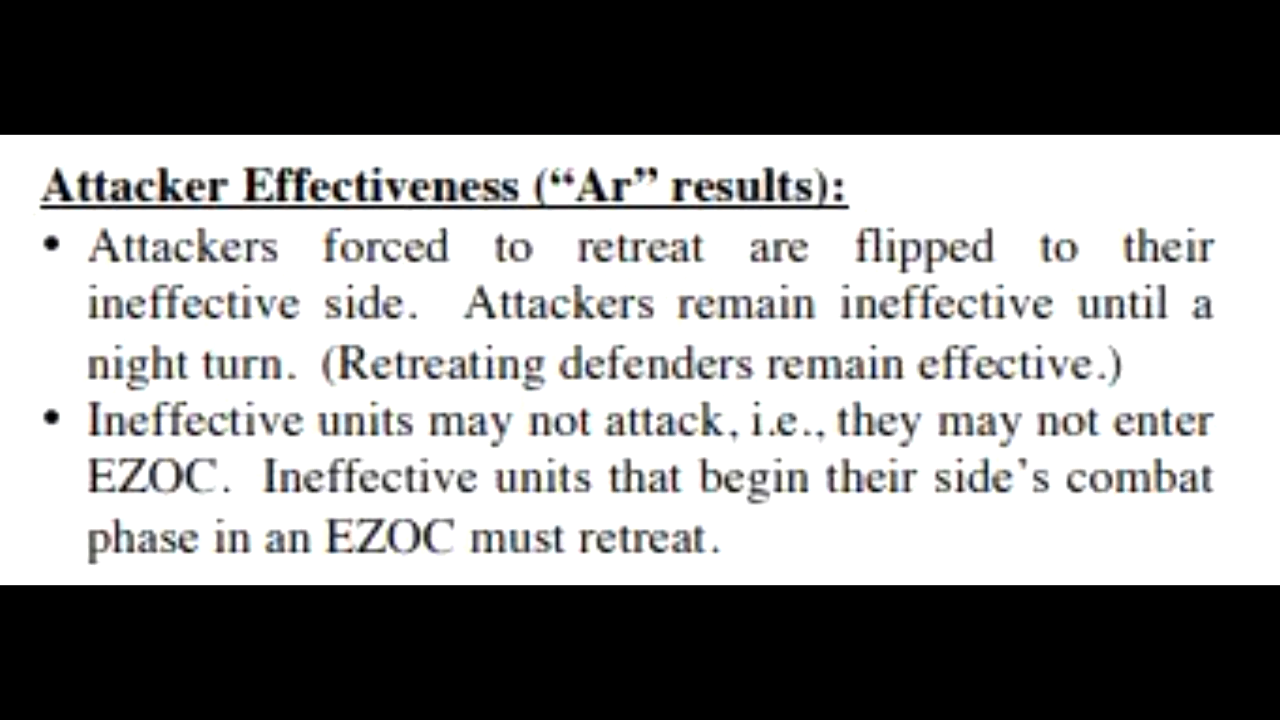 Attacker Effectiveness (“Ar” results):
• Attackers forced to retreat are flipped to their
ineffective side. Attackers remain ineffective until a
night turn. (Retreating defenders remain effective.)
• Ineffective units may not attack, i.e., they may not enter
EZOC. Ineffective units that begin their side’s combat
phase in an EZOC must retreat.